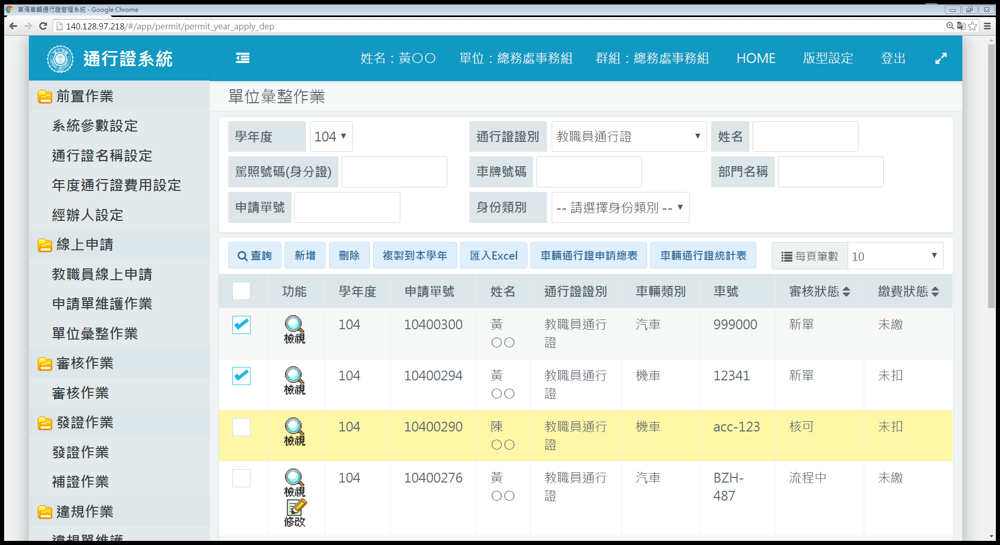 東海車輛通行證管理系統 - Google Chrome
140.128.97.218/#/app/permit/permit_year_apply_dep
通行證系統
姓名：黃○○ 單位：總務處事務組 群組：總務處事務組 HOME 版型設定 登出
前置作業
系統參數設定
通行證名稱設定
年度通行證費用設定
經辦人設定
線上申請
教職員線上申請
申請單維護作業
單位彙整作業
審核作業
審核作業
發證作業
發證作業
補證作業
違規作業
違規單維護
單位彙整作業
學年度 104 通行證證別 教職員通行證 姓名
駕照號碼(身分證) 車牌號碼 部門名稱
申請單號 身份類別 -- 請選擇身份類別 --
查詢 新增 刪除 複製到本學年 匯入Excel 車輛通行證申請總表 車輛通行證統計表 每頁筆數 10
功能 學年度 申請單號 姓名 通行證證別 車輛類別 車號 審核狀態 繳費狀態
檢視 104 10400300 黃○○ 教職員通行證 汽車 999000 新單 未繳
檢視 104 10400294 黃○○ 教職員通行證 機車 12341 新單 未扣
檢視 104 10400290 陳○○ 教職員通行證 機車 acc-123 核可 未扣
檢視 修改 104 10400276 黃○○ 教職員通行證 汽車 BZH-487 流程中 未繳